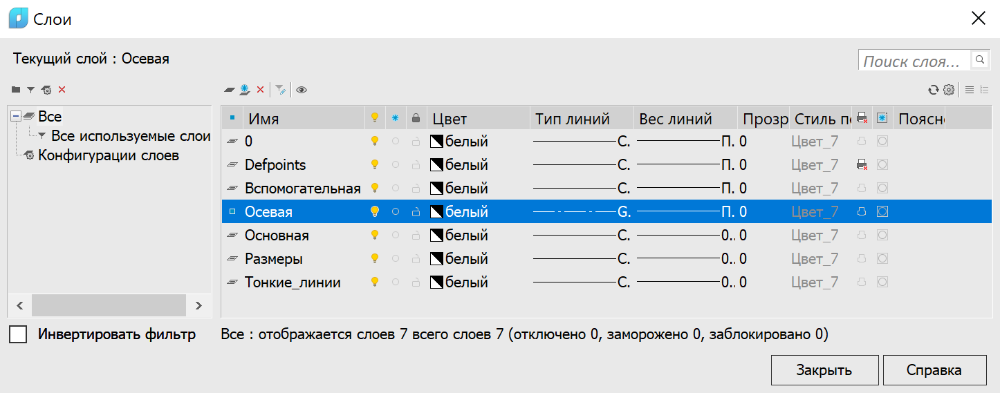 Слои
Текущий слой : Осевая
Поиск слоя...
Все
Все используемые слои
Конфигурации слоев
Имя Цвет Тип линий Вес линий Прозр Стиль п Поясн
0 белый С. П. 0 Цвет_7
Defpoints белый С. П. 0 Цвет_7
Вспомогательная белый С. П. 0 Цвет_7
Осевая белый G. П. 0 Цвет_7
Основная белый С. 0.. 0 Цвет_7
Размеры белый С. 0.. 0 Цвет_7
Тонкие_линии белый С. 0.. 0 Цвет_7
Инвертировать фильтр
Все : отображается слоев 7 всего слоев 7 (отключено 0, заморожено 0, заблокировано 0)
Закрыть Справка